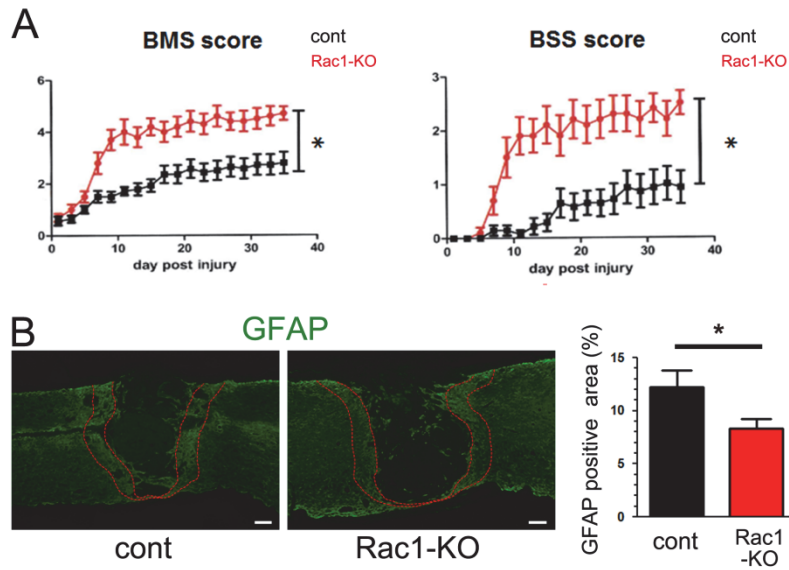 A
BMS score
cont
Rac1-KO
6
4
2
0
0
10
20
30
40
day post injury
*
BSS score
cont
Rac1-KO
3
2
1
0
0
10
20
30
40
day post injury
*
B
GFAP
cont
Rac1-KO
GFAP positive area (%)
15
10
5
0
*
cont
Rac1
-KO